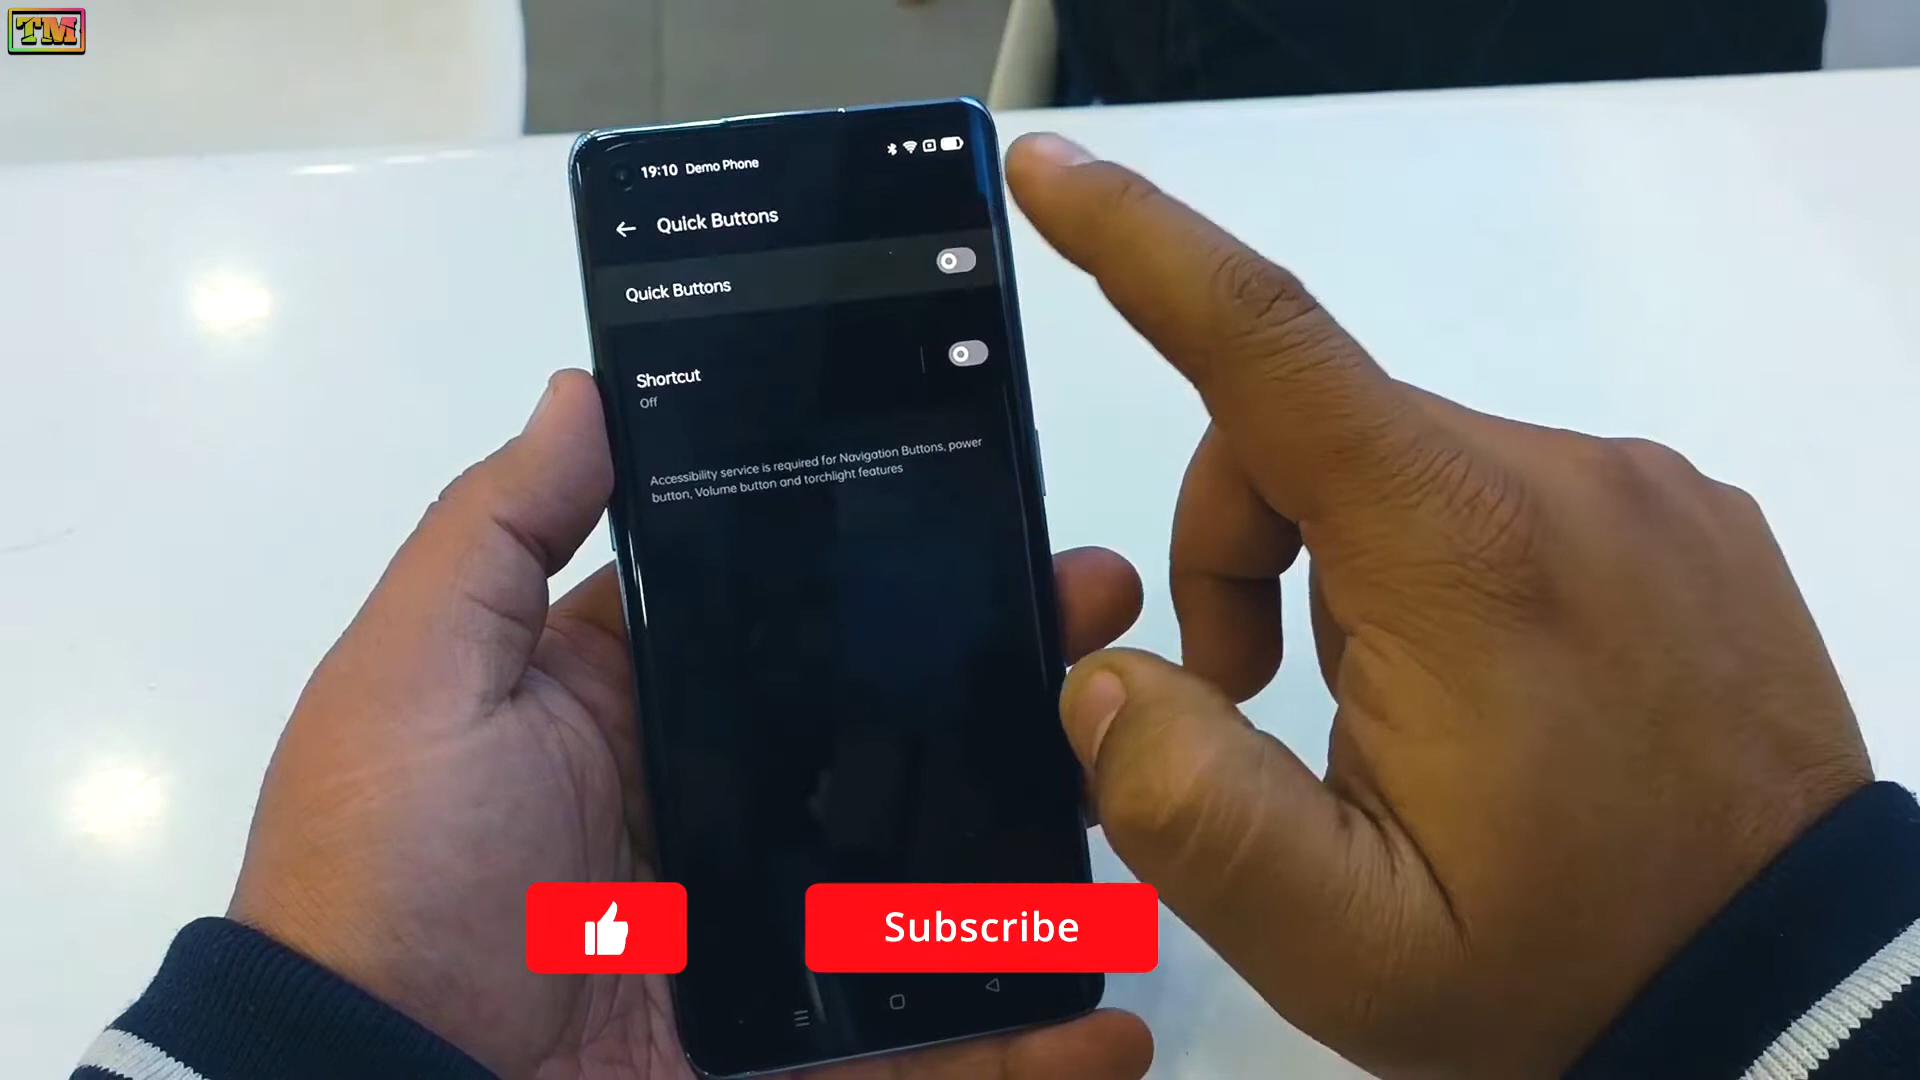 TM
19:10 Demo Phone
Quick Buttons
Quick Buttons
Shortcut
Off
Accessibility service is required for Navigation Buttons, power
button, Volume button and torchlight features
Subscribe